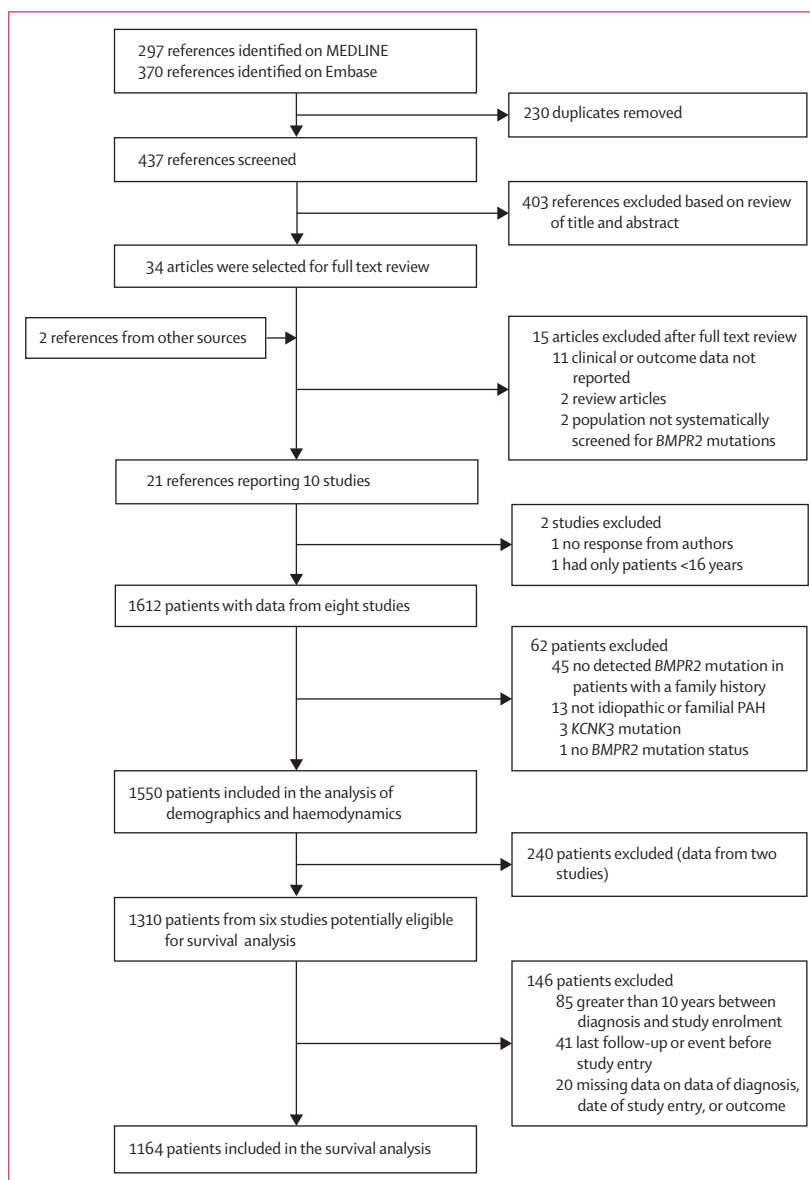 297 references identified on MEDLINE
370 references identified on Embase
230 duplicates removed
437 references screened
403 references excluded based on review
of title and abstract
34 articles were selected for full text review
2 references from other sources
15 articles excluded after full text review
11 clinical or outcome data not
reported
2 review articles
2 population not systematically
screened for BMPR2 mutations
21 references reporting 10 studies
2 studies excluded
1 no response from authors
1 had only patients <16 years
1612 patients with data from eight studies
62 patients excluded
45 no detected BMPR2 mutation in
patients with a family history
13 not idiopathic or familial PAH
3 KCNK3 mutation
1 no BMPR2 mutation status
1550 patients included in the analysis of
demographics and haemodynamics
240 patients excluded (data from two
studies)
1310 patients from six studies potentially eligible
for survival analysis
146 patients excluded
85 greater than 10 years between
diagnosis and study enrolment
41 last follow-up or event before
study entry
20 missing data on data of diagnosis,
date of study entry, or outcome
1164 patients included in the survival analysis